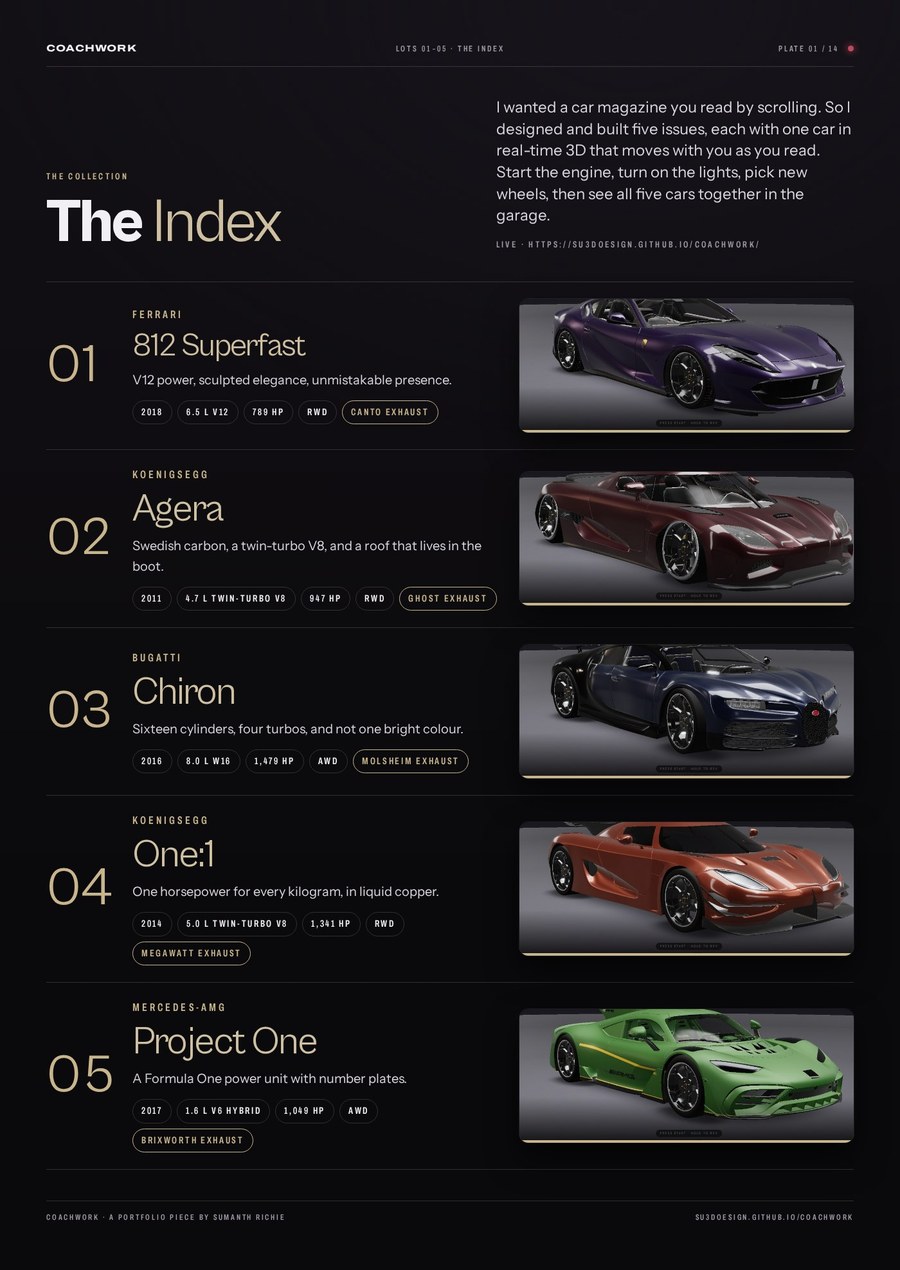 COACHWORK
LOTS 01–05 · THE INDEX
PLATE 01 / 14
THE COLLECTION
The Index
I wanted a car magazine you read by scrolling. So I
designed and built five issues, each with one car in
real-time 3D that moves with you as you read.
Start the engine, turn on the lights, pick new
wheels, then see all five cars together in the
garage.
LIVE · HTTPS://SU3DOESIGN.GITHUB.IO/COACHWORK/
01
FERRARI
812 Superfast
V12 power, sculpted elegance, unmistakable presence.
2018 6.5 L V12 789 HP RWD CANTO EXHAUST
02
KOENIGSEGG
Agera
Swedish carbon, a twin-turbo V8, and a roof that lives in the
boot.
2011 4.7 L TWIN-TURBO V8 947 HP RWD GHOST EXHAUST
03
BUGATTI
Chiron
Sixteen cylinders, four turbos, and not one bright colour.
2016 8.0 L W16 1,479 HP AWD MOLSHEIM EXHAUST
04
KOENIGSEGG
One:1
One horsepower for every kilogram, in liquid copper.
2014 5.0 L TWIN-TURBO V8 1,341 HP RWD
MEGAWATT EXHAUST
05
MERCEDES-AMG
Project One
A Formula One power unit with number plates.
2017 1.6 L V6 HYBRID 1,049 HP AWD
BRIXWORTH EXHAUST
COACHWORK · A PORTFOLIO PIECE BY SUMANTH RICHIE
SU3DOESIGN.GITHUB.IO/COACHWORK